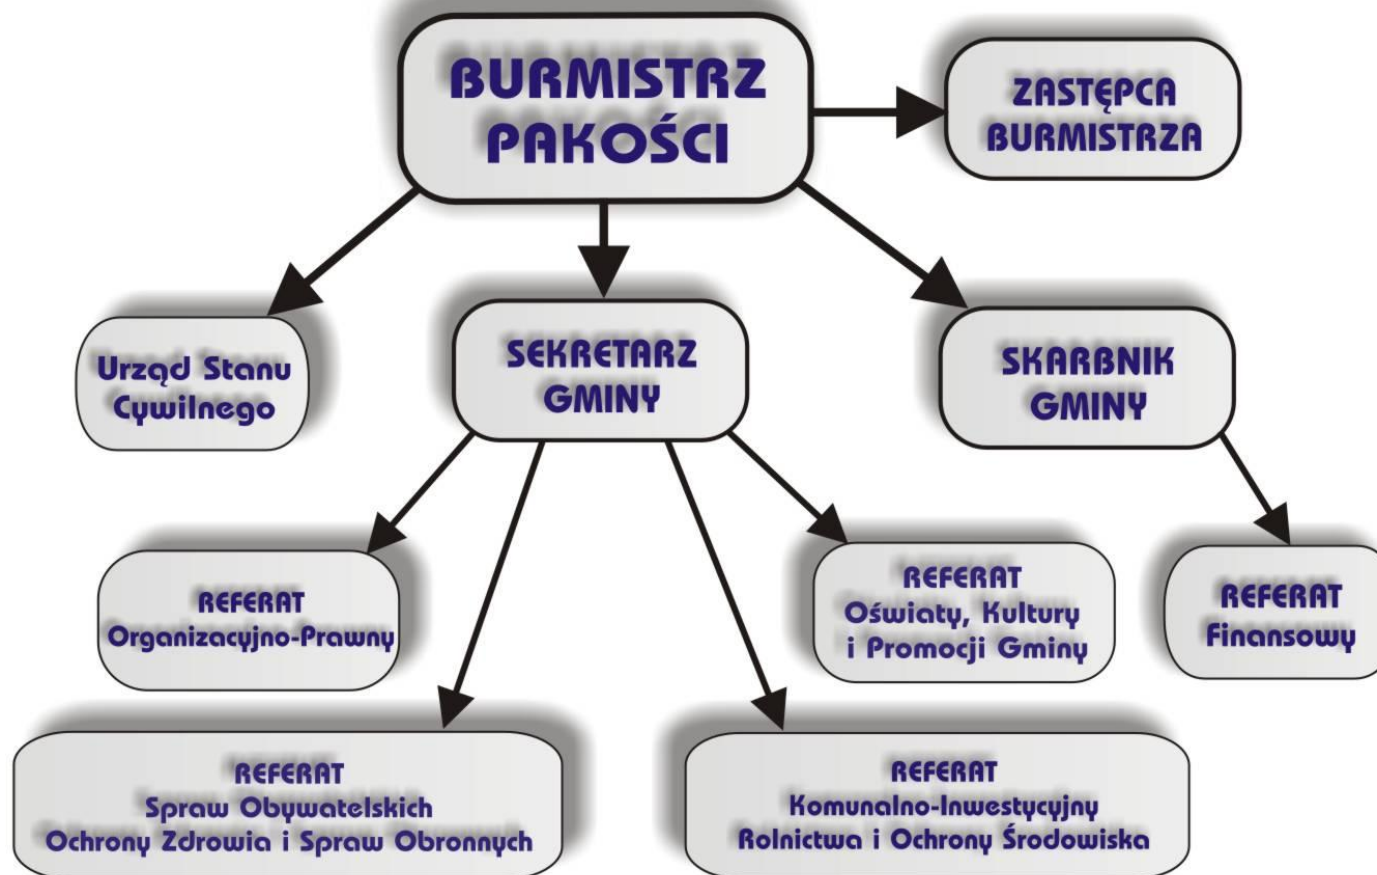 BURMISTRZ
PAKOŚCI
ZASTĘPCA
BURMISTRZA
Urząd Stanu
Cywilnego
SEKRETARZ
GMINY
SKARBNIK
GMINY
REFERAT
Organizacyjno-Prawny
REFERAT
Oświaty, Kultury
i Promocji Gminy
REFERAT
Finansowy
REFERAT
Spraw Obywatelskich
Ochrony Zdrowia i Spraw Obronnych
REFERAT
Komunalno-Inwestycyjny
Rolnictwa i Ochrony Środowiska